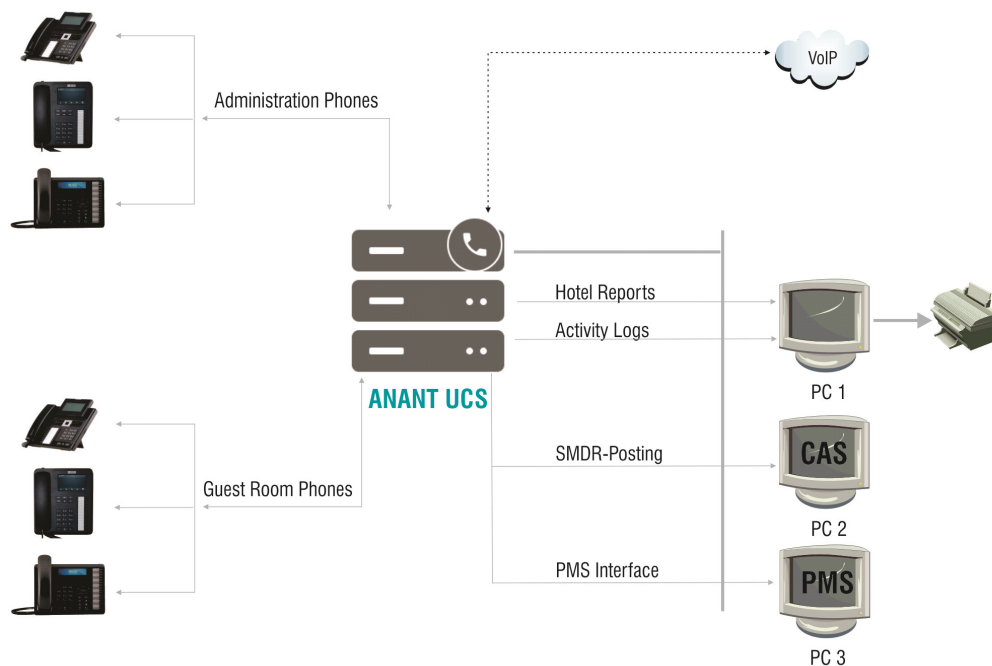 VoIP
Administration Phones
Hotel Reports
Activity Logs
PC 1
ANANT UCS
SMDR-Posting
CAS
PC 2
Guest Room Phones
PMS Interface
PMS
PC 3